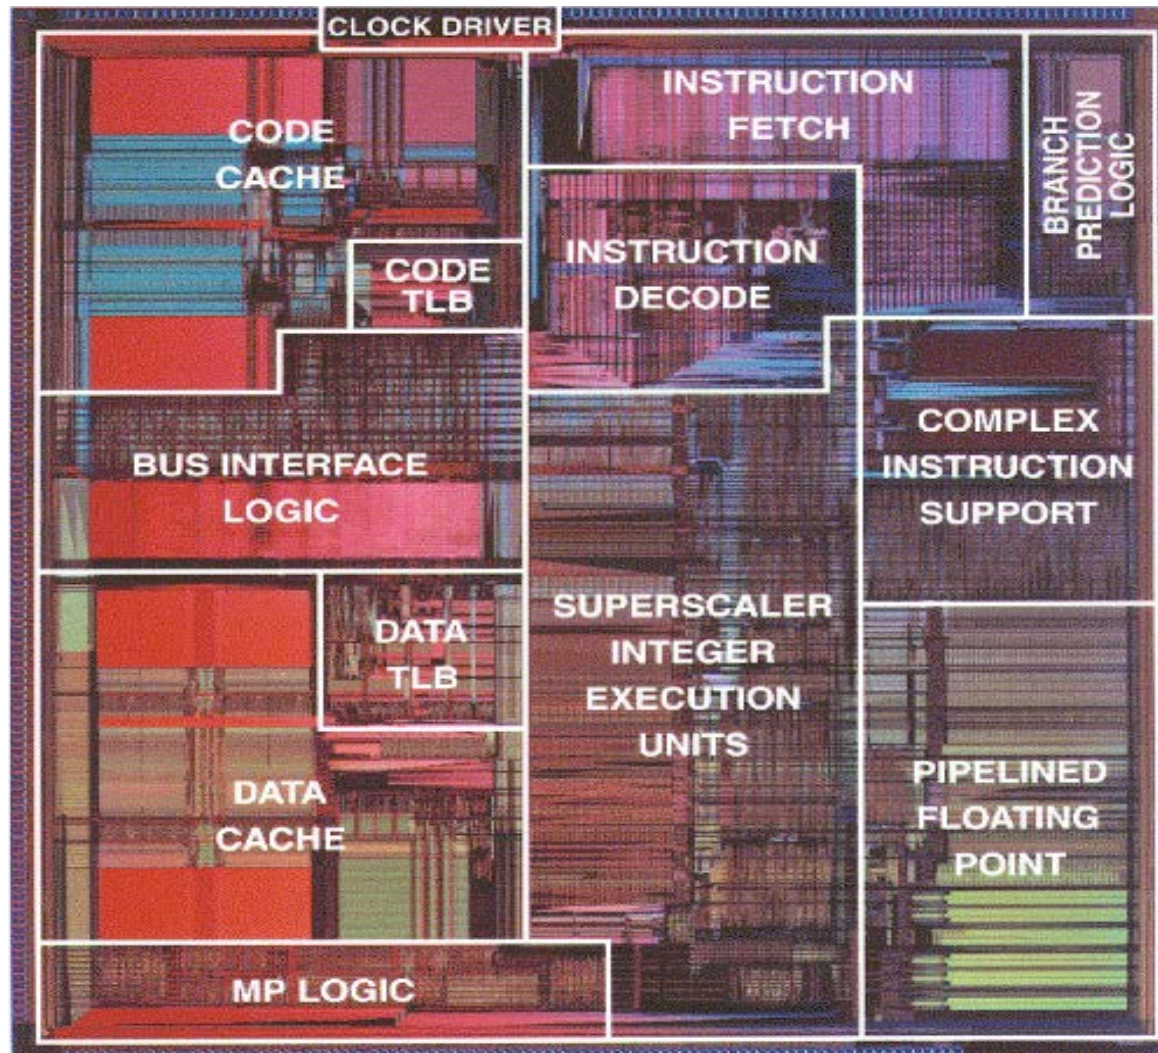 CLOCK DRIVER
CODE
CACHE
INSTRUCTION
FETCH
BRANCH
PREDICTION
LOGIC
CODE
TLB
INSTRUCTION
DECODE
BUS INTERFACE
LOGIC
COMPLEX
INSTRUCTION
SUPPORT
DATA
TLB
SUPERSCALER
INTEGER
EXECUTION
UNITS
DATA
CACHE
PIPELINED
FLOATING
POINT
MP LOGIC